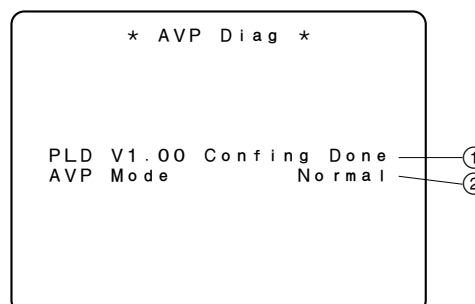 * AVP Diag *
PLD V1.00 Confing Done
AVP Mode Normal
1
2